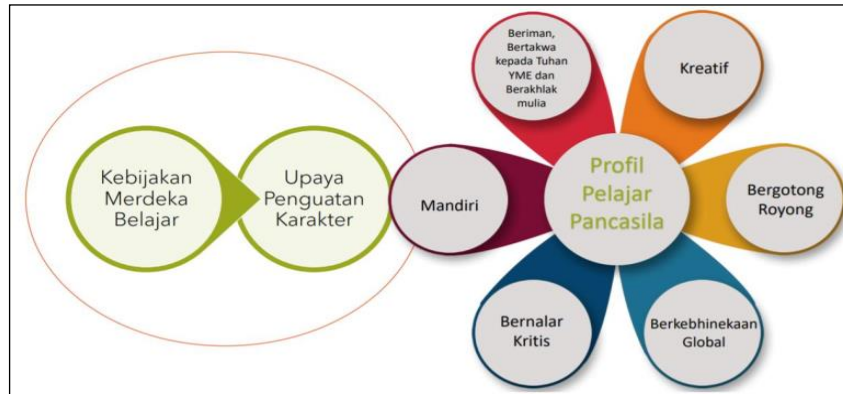 Kebijakan
Merdeka
Belajar
Upaya
Penguatan
Karakter
Beriman,
Bertakwa
kepada Tuhan
YME dan
Berakhlak
mulia
Kreatif
Mandiri
Profil
Pelajar
Pancasila
Bergotong
Royong
Bernalar
Kritis
Berkebhinekaan
Global